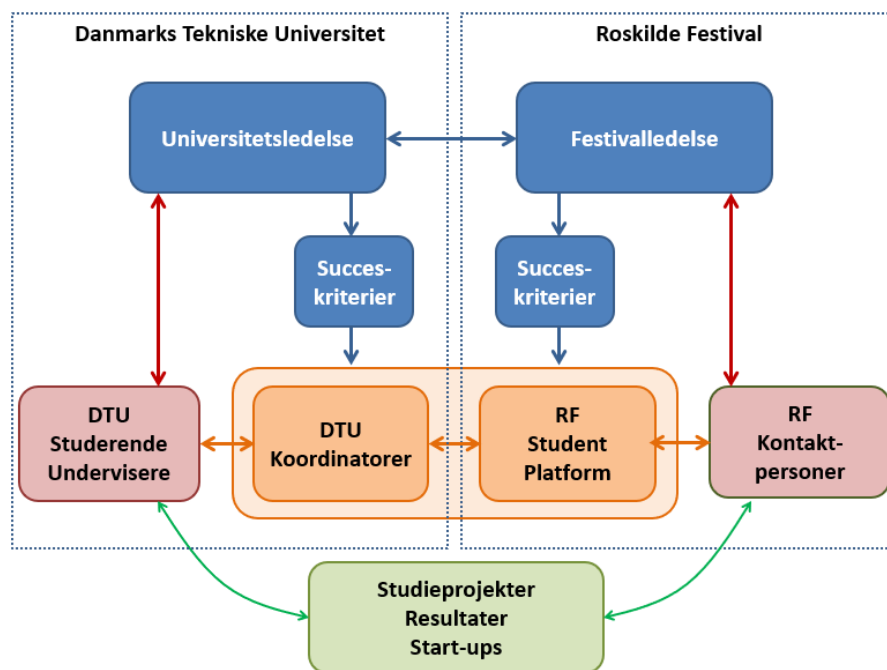 Danmarks Tekniske Universitet
Roskilde Festival
Universitetsledelse
Festivalledelse
Succes-
kriterier
Succes-
kriterier
DTU
Studerende
Undervisere
DTU
Koordinatorer
RF
Student
Platform
RF
Kontakt-
personer
Studieprojekter
Resultater
Start-ups